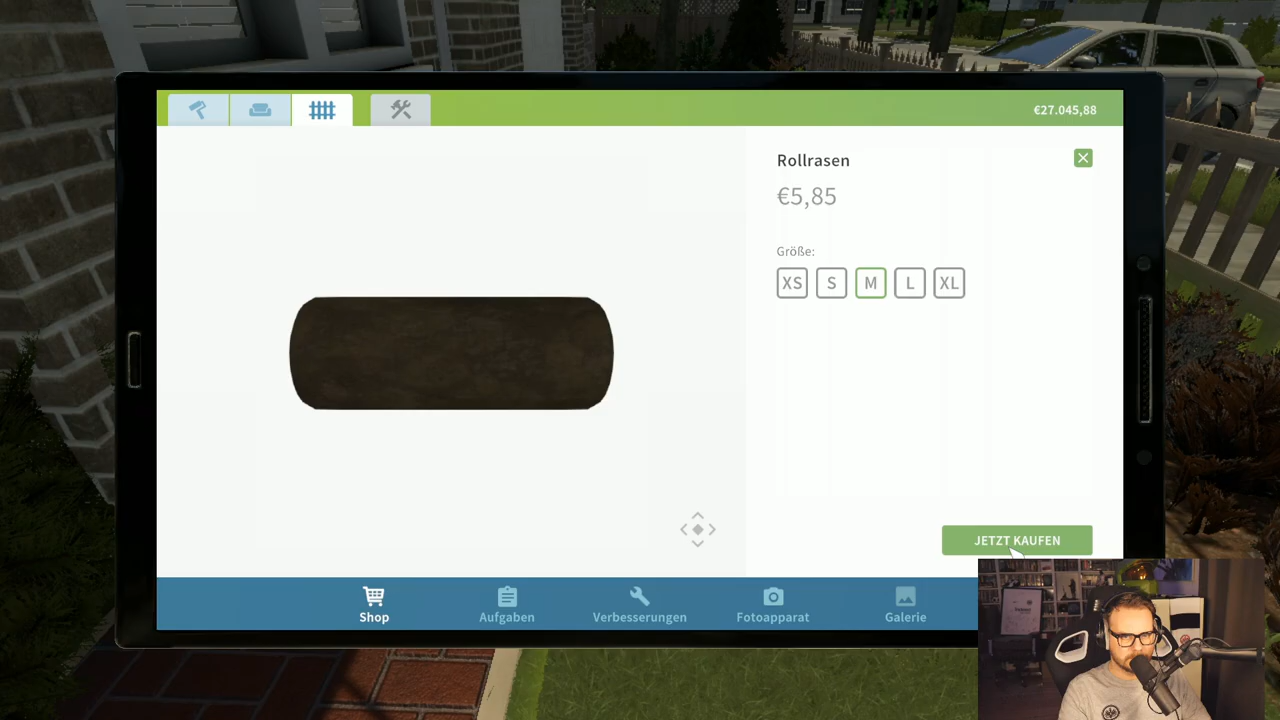 €27.045,88
Rollrasen
€5,85
Größe:
XS S M L XL
JETZT KAUFEN
Shop Aufgaben Verbesserungen Fotoapparat Galerie